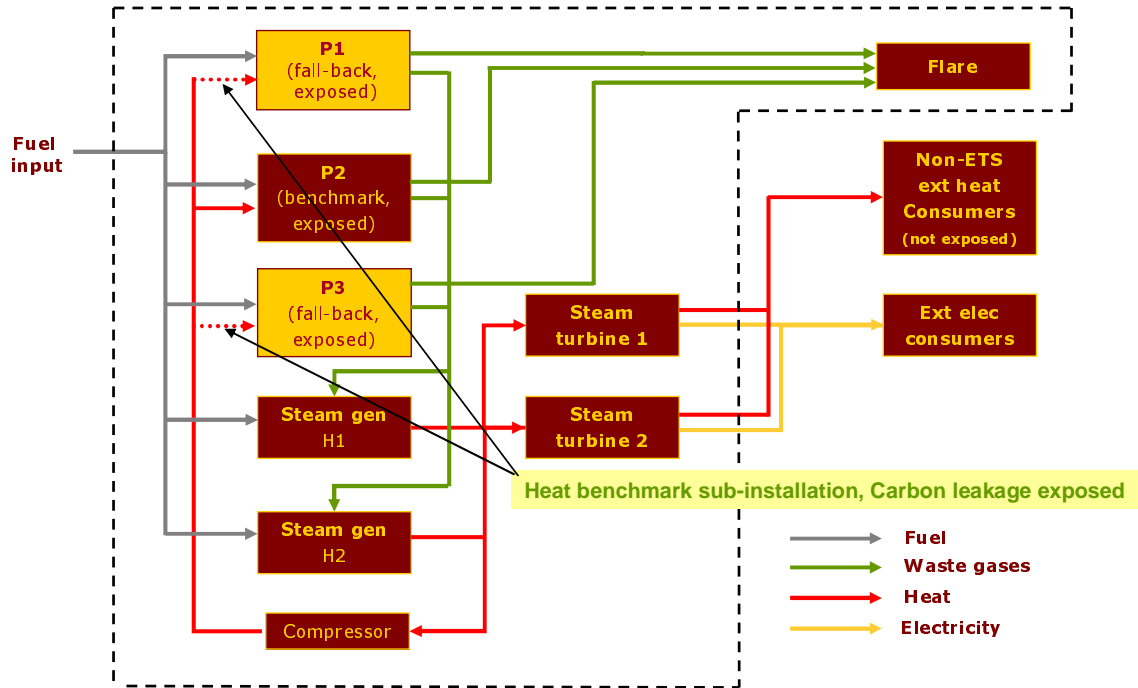 P1
(fall-back,
exposed)
Flare
Fuel
input
P2
(benchmark,
exposed)
Non-ETS
ext heat
Consumers
(not exposed)
P3
(fall-back,
exposed)
Steam
turbine 1
Ext elec
consumers
Steam gen
H1
Steam
turbine 2
Heat benchmark sub-installation, Carbon leakage exposed
Steam gen
H2
Fuel
Waste gases
Heat
Electricity
Compressor